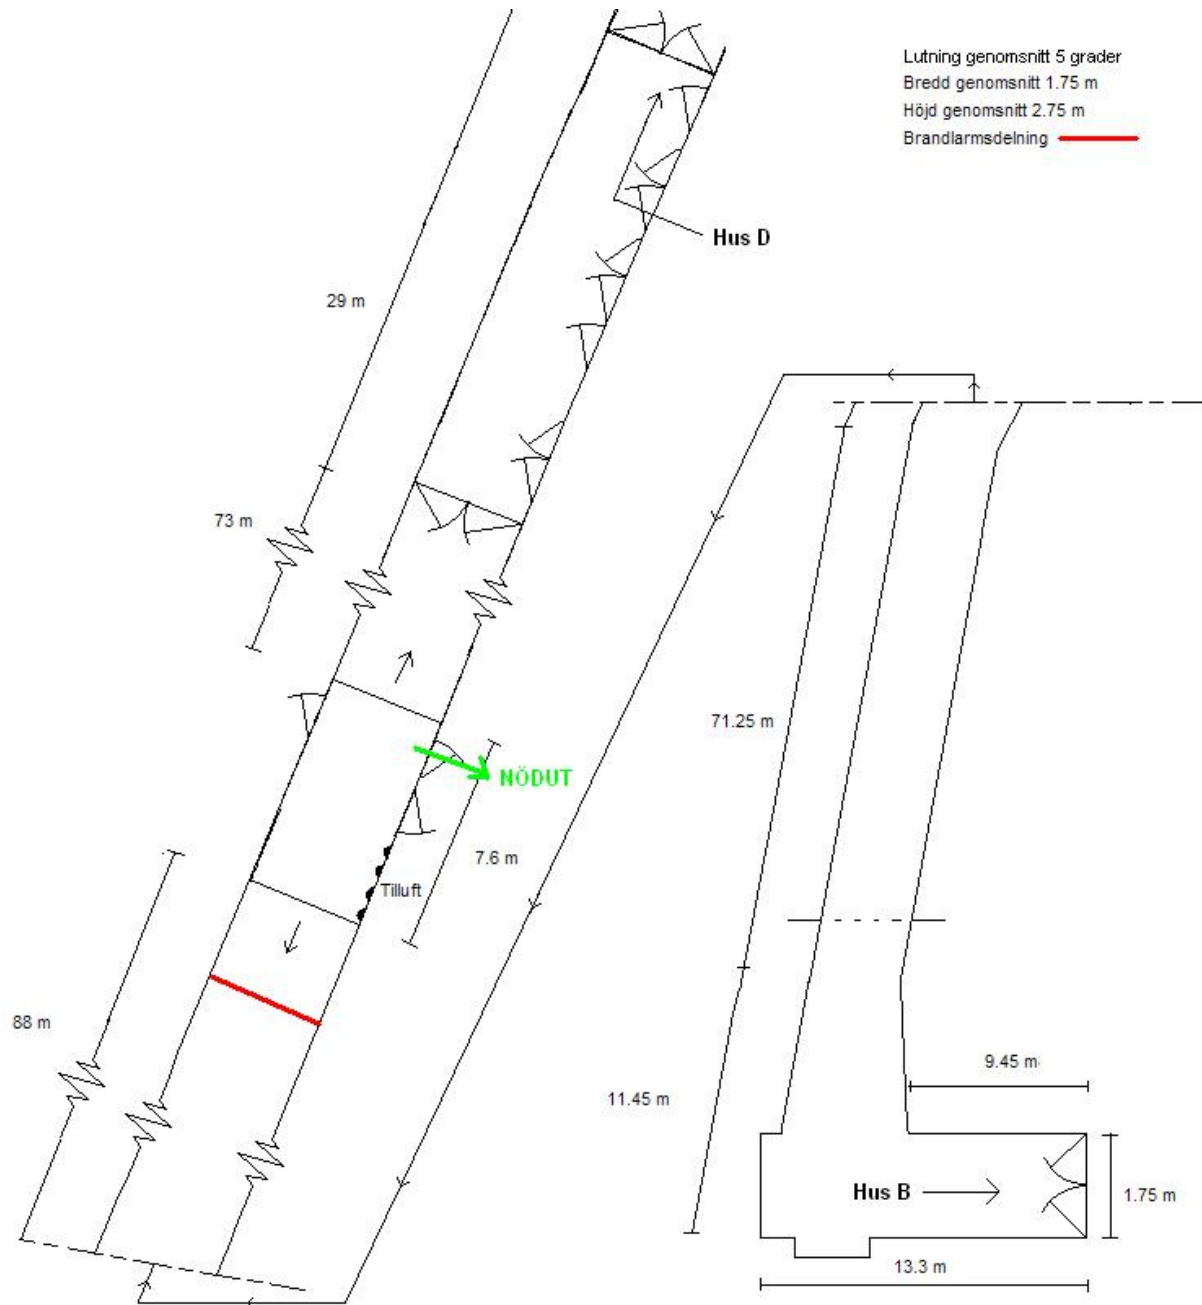 Lutning genomsnitt 5 grader
Bredd genomsnitt 1.75 m
Höjd genomsnitt 2.75 m
Brandlarmsdelning
Hus D
29 m
73 m
71.25 m
NÖDUT
7.6 m
Tilluft
88 m
9.45 m
11.45 m
Hus B
1.75 m
13.3 m